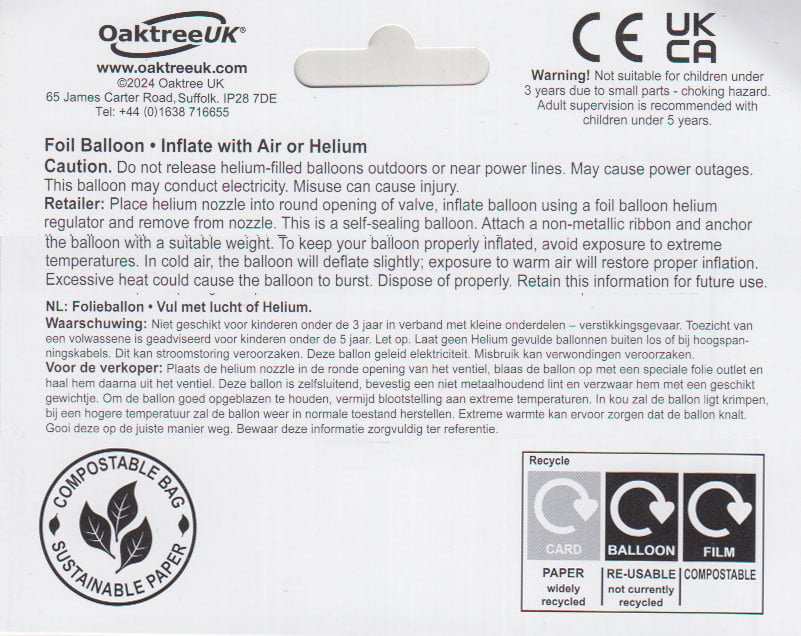 OaktreeUK®
www.oaktreeuk.com
©2024 Oaktree UK
65 James Carter Road, Suffolk. IP28 7DE
Tel: +44 (0)1638 716655
CE UK CA
Warning! Not suitable for children under
3 years due to small parts - choking hazard.
Adult supervision is recommended with
children under 5 years.
Foil Balloon • Inflate with Air or Helium
Caution. Do not release helium-filled balloons outdoors or near power lines. May cause power outages.
This balloon may conduct electricity. Misuse can cause injury.
Retailer: Place helium nozzle into round opening of valve, inflate balloon using a foil balloon helium
regulator and remove from nozzle. This is a self-sealing balloon. Attach a non-metallic ribbon and anchor
the balloon with a suitable weight. To keep your balloon properly inflated, avoid exposure to extreme
temperatures. In cold air, the balloon will deflate slightly; exposure to warm air will restore proper inflation.
Excessive heat could cause the balloon to burst. Dispose of properly. Retain this information for future use.
NL: Folieballon • Vul met lucht of Helium.
Waarschuwing: Niet geschikt voor kinderen onder de 3 jaar in verband met kleine onderdelen – verstikkingsgevaar. Toezicht van
een volwassene is geadviseerd voor kinderen onder de 5 jaar. Let op. Laat geen Helium gevulde ballonnen buiten los of bij hoogspan-
ningskabels. Dit kan stroomstoring veroorzaken. Deze ballon geleid elektriciteit. Misbruik kan verwondingen veroorzaken.
Voor de verkoper: Plaats de helium nozzle in de ronde opening van het ventiel, blaas de ballon op met een speciale folie outlet en
haal hem daarna uit het ventiel. Deze ballon is zelfsluitend, bevestig een niet metaalhoudend lint en verzwaar hem met een geschikt
gewichtje. Om de ballon goed opgeblazen te houden, vermijd blootstelling aan extreme temperaturen. In kou zal de ballon ligt krimpen,
bij een hogere temperatuur zal de ballon weer in normale toestand herstellen. Extreme warmte kan ervoor zorgen dat de ballon knalt.
Gooi deze op de juiste manier weg. Bewaar deze informatie zorgvuldig ter referentie.
COMPOSTABLE BAG
SUSTAINABLE PAPER
Recycle
CARD BALLOON FILM
PAPER RE-USABLE COMPOSTABLE
widely not currently
recycled recycled